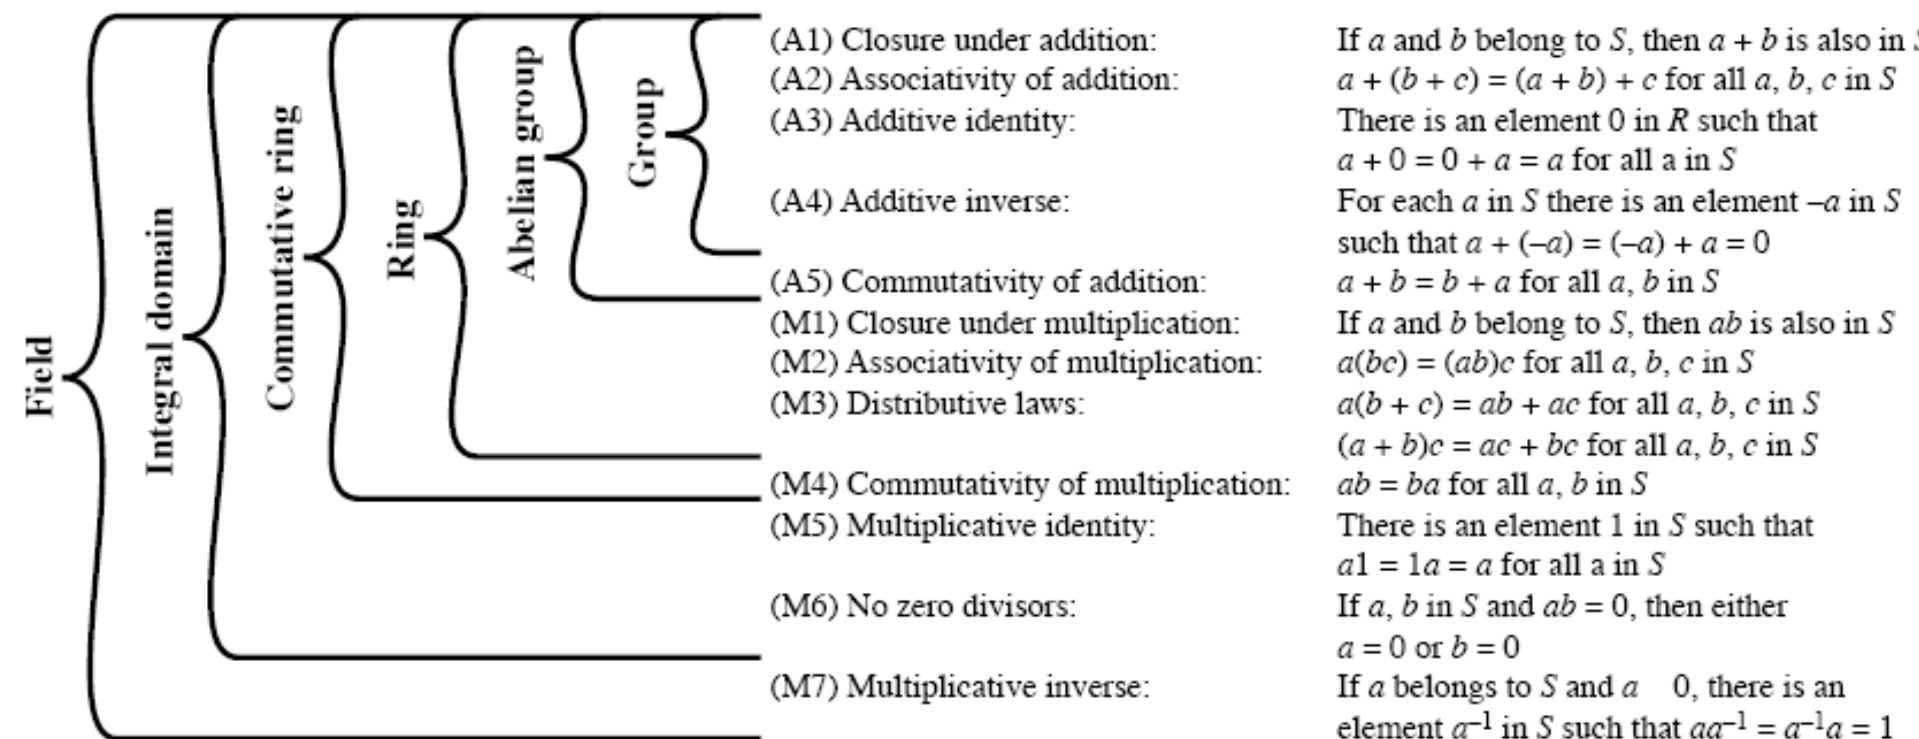 Field
Integral domain
Commutative ring
Ring
Abelian group
Group
(A1) Closure under addition: If a and b belong to S, then a + b is also in S
(A2) Associativity of addition: a + (b + c) = (a + b) + c for all a, b, c in S
(A3) Additive identity: There is an element 0 in R such that
a + 0 = 0 + a = a for all a in S
(A4) Additive inverse: For each a in S there is an element –a in S
such that a + (–a) = (–a) + a = 0
(A5) Commutativity of addition: a + b = b + a for all a, b in S
(M1) Closure under multiplication: If a and b belong to S, then ab is also in S
(M2) Associativity of multiplication: a(bc) = (ab)c for all a, b, c in S
(M3) Distributive laws: a(b + c) = ab + ac for all a, b, c in S
(a + b)c = ac + bc for all a, b, c in S
(M4) Commutativity of multiplication: ab = ba for all a, b in S
(M5) Multiplicative identity: There is an element 1 in S such that
a1 = 1a = a for all a in S
(M6) No zero divisors: If a, b in S and ab = 0, then either
a = 0 or b = 0
(M7) Multiplicative inverse: If a belongs to S and a 0, there is an
element a⁻¹ in S such that aa⁻¹ = a⁻¹a = 1